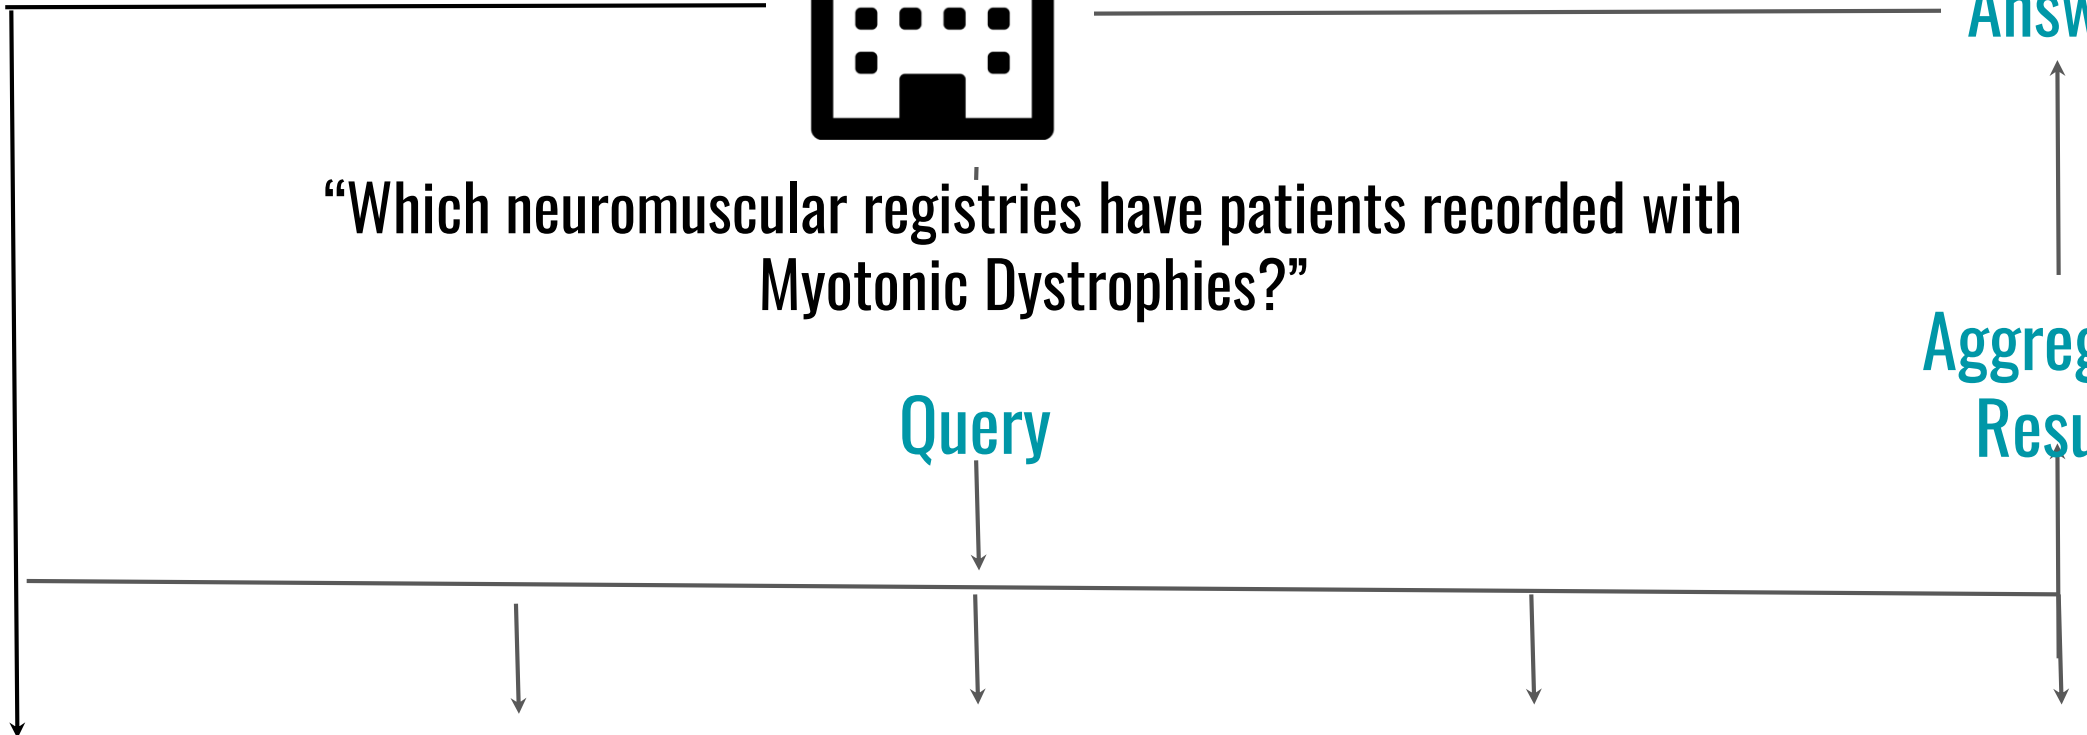 “Which neuromuscular registries have patients recorded with
Myotonic Dystrophies?”
Query